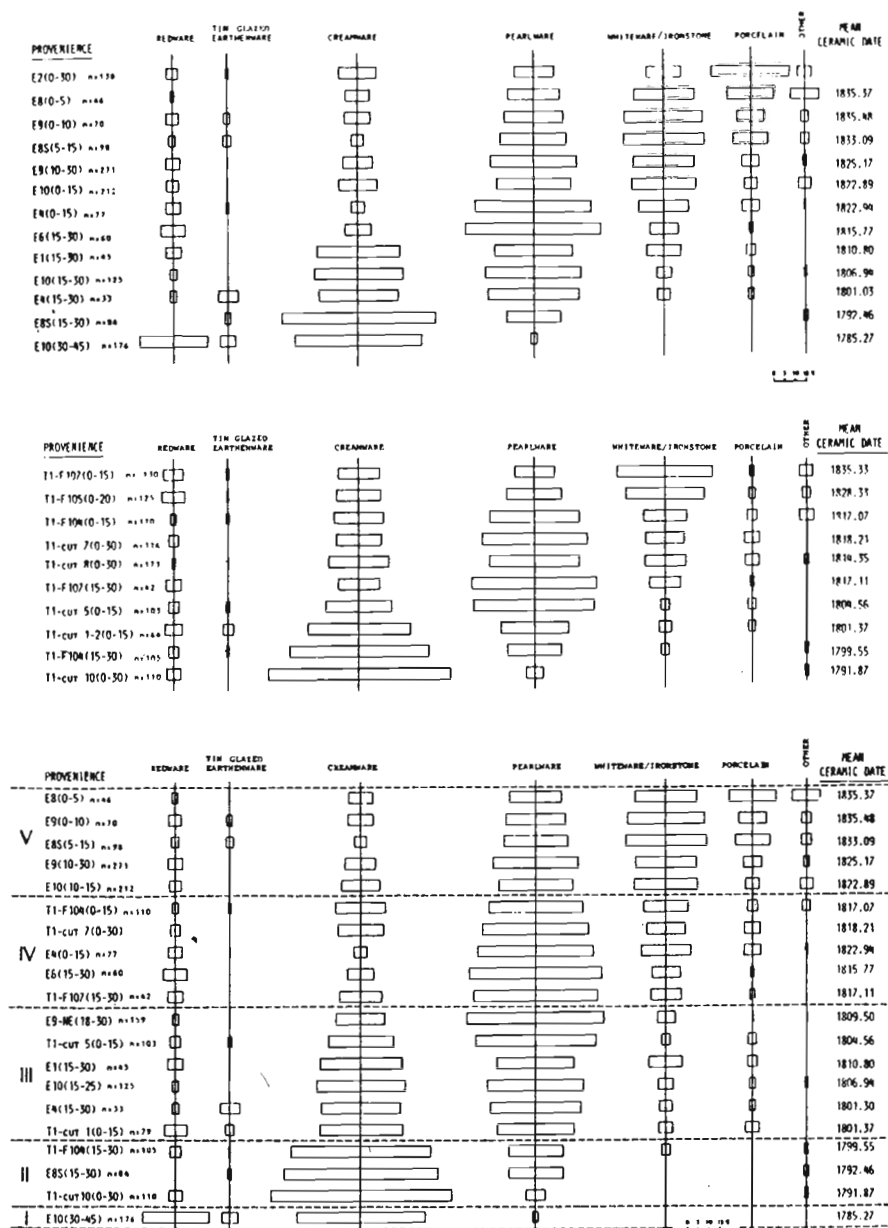 REDWARE TIN GLAZED EARTHENWARE CREAMWARE PEARLWARE WHITEWARE/IRONSTONE PORCELAIN OTHER MEAN CERAMIC DATE
PROVENIENCE
E2(0-30) n=130
E8(0-5) n=46 1835.37
E9(0-10) n=70 1835.48
E8S(5-15) n=98 1833.09
E9(10-30) n=271 1825.17
E10(0-15) n=212 1822.89
E4(0-15) n=77 1822.94
E6(15-30) n=60 1815.77
E1(15-30) n=45 1810.80
E10(15-30) n=125 1806.94
E4(15-30) n=33 1801.03
E8S(15-30) n=84 1792.46
E10(30-45) n=176 1785.27
PROVENIENCE REDWARE TIN GLAZED EARTHENWARE CREAMWARE PEARLWARE WHITEWARE/IRONSTONE PORCELAIN OTHER MEAN CERAMIC DATE
T1-F107(0-15) 1835.33
T1-F105(0-20) n=125 1828.33
T1-F104(0-15) 1817.07
T1-CUT 7(0-30) 1818.21
T1-CUT 8(0-30) n=173 1814.35
T1-F107(15-30) n=42 1817.11
T1-CUT 5(0-15) n=103 1804.56
T1-CUT 1-2(0-15) 1801.37
T1-F104(15-30) n=105 1799.55
T1-CUT 10(0-30) n=110 1791.87
PROVENIENCE REDWARE TIN GLAZED EARTHENWARE CREAMWARE PEARLWARE WHITEWARE/IRONSTONE PORCELAIN OTHER MEAN CERAMIC DATE
E8(0-5) n=46 1835.37
E9(0-10) n=70 1835.48
V E8S(5-15) n=98 1833.09
E9(10-30) n=271 1825.17
E10(10-15) n=212 1822.89
T1-F104(0-15) n=110 1817.07
T1-CUT 7(0-30) 1818.21
IV E4(0-15) n=77 1822.94
E6(15-30) n=60 1815.77
T1-F107(15-30) n=42 1817.11
E9-NE(18-30) n=159 1809.50
T1-CUT 5(0-15) n=103 1804.56
III E1(15-30) n=45 1810.80
E10(15-25) n=125 1806.94
E4(15-30) n=33 1801.30
T1-CUT 1(0-15) n=79 1801.37
T1-F104(15-30) n=105 1799.55
II E8S(15-30) n=84 1792.46
T1-CUT10(0-30) n=110 1791.87
I E10(30-45) n=176 1785.27